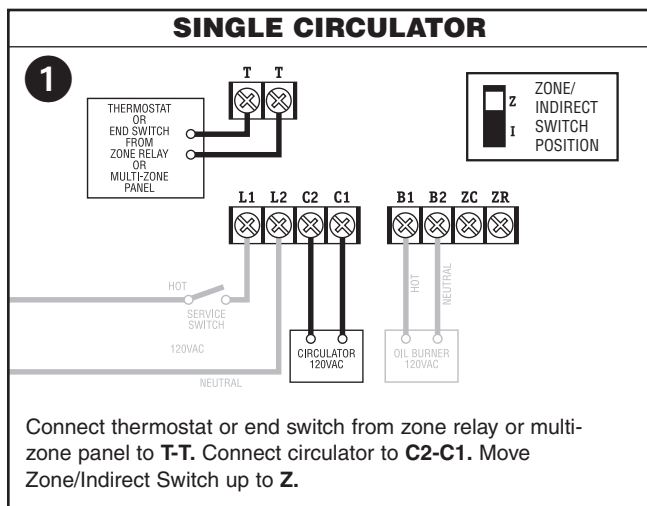 SINGLE CIRCULATOR
1
T T
THERMOSTAT
OR
END SWITCH
FROM
ZONE RELAY
OR
MULTI-ZONE
PANEL
Z
I
ZONE/
INDIRECT
SWITCH
POSITION
L1 L2 C2 C1 B1 B2 ZC ZR
HOT
SERVICE
SWITCH
120VAC
NEUTRAL
CIRCULATOR
120VAC
HOT
NEUTRAL
OIL BURNER
120VAC
Connect thermostat or end switch from zone relay or multi-
zone panel to T-T. Connect circulator to C2-C1. Move
Zone/Indirect Switch up to Z.